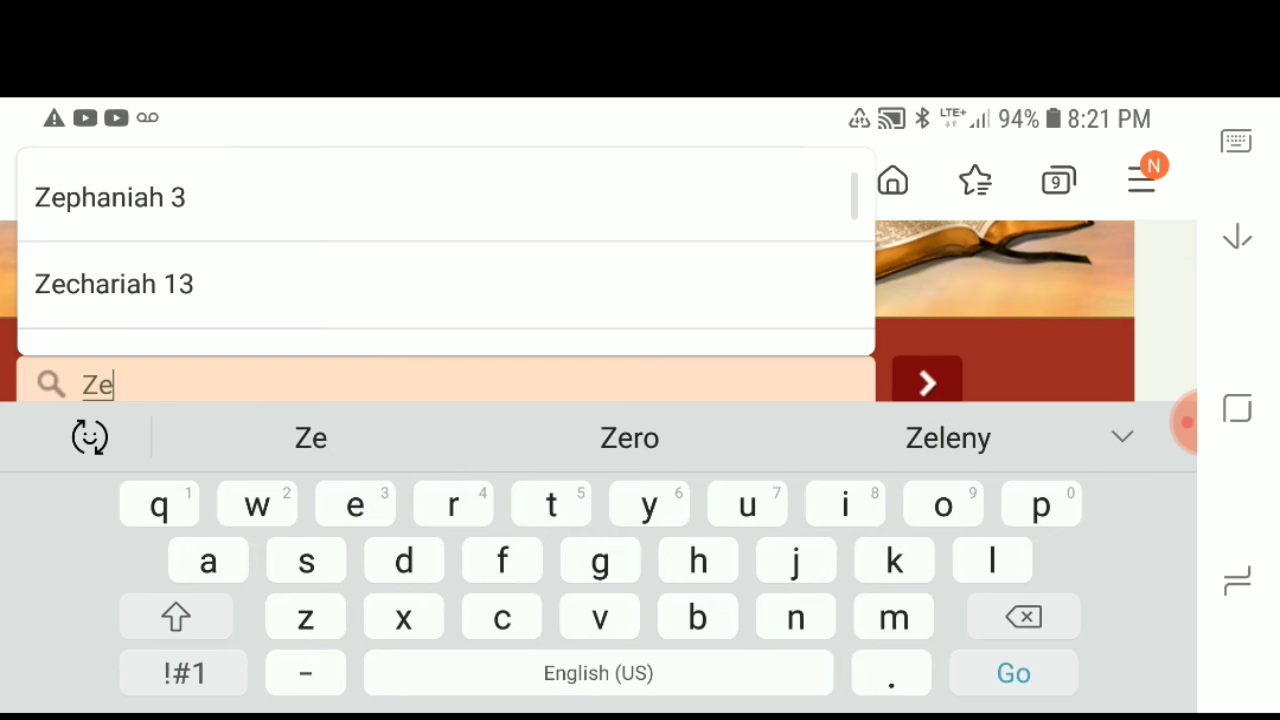 LTE+ 94% 8:21 PM
9
N
Zephaniah 3
Zechariah 13
Ze
Ze Zero Zeleny
q 1 w 2 e 3 r 4 t 5 y 6 u 7 i 8 o 9 p 0
a s d f g h j k l
z x c v b n m
!#1 - English (US) . Go